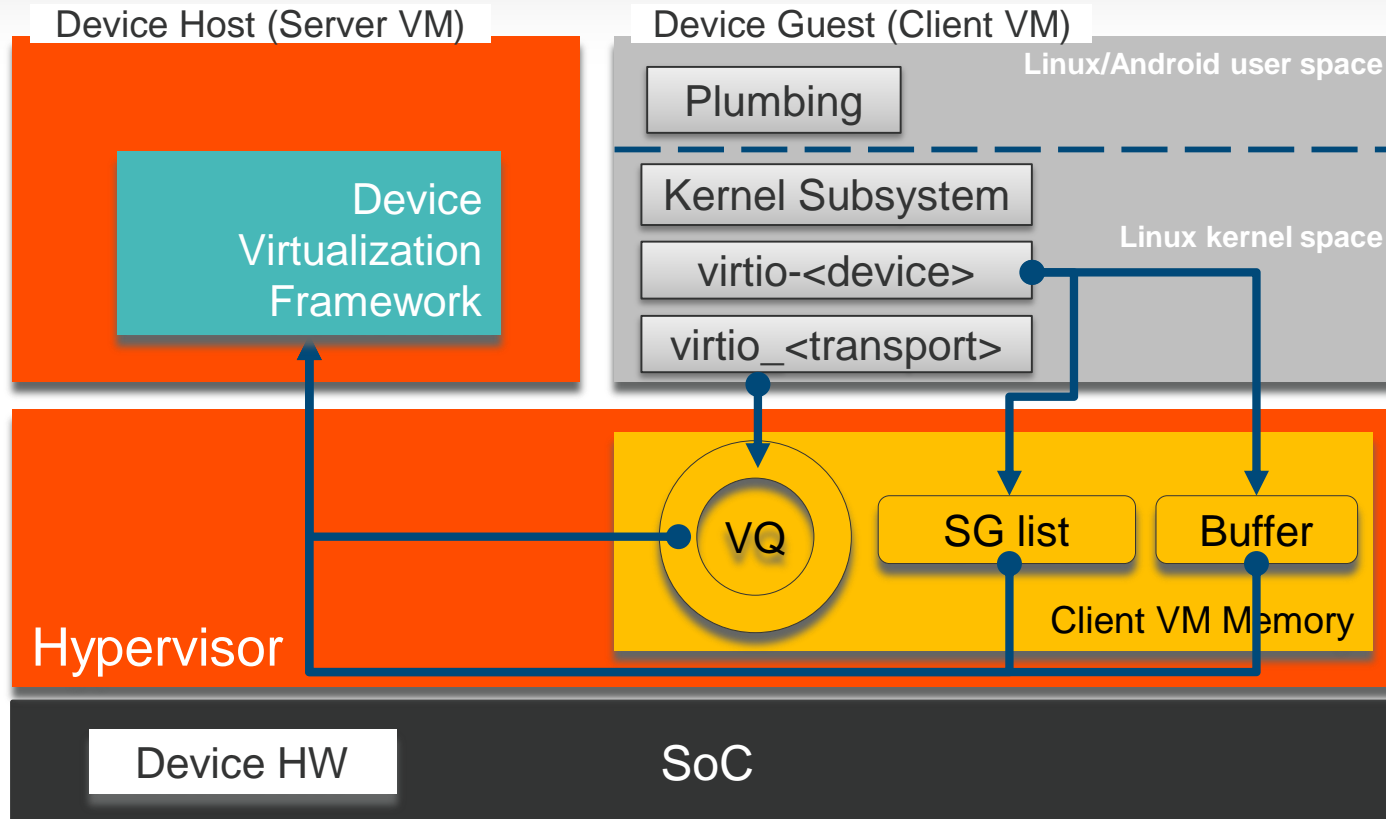 Device Host (Server VM)
Device Guest (Client VM)
Linux/Android user space
Plumbing
Device
Virtualization
Framework
Kernel Subsystem
Linux kernel space
virtio-<device>
virtio_<transport>
VQ
SG list
Buffer
Client VM Memory
Hypervisor
Device HW
SoC